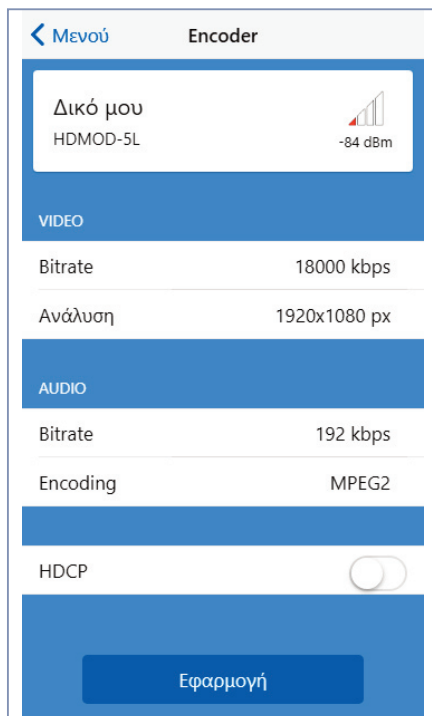 Μενού Encoder
Δικό μου
HDMOD-5L
-84 dBm
VIDEO
Bitrate 18000 kbps
Ανάλυση 1920x1080 px
AUDIO
Bitrate 192 kbps
Encoding MPEG2
HDCP
Εφαρμογή